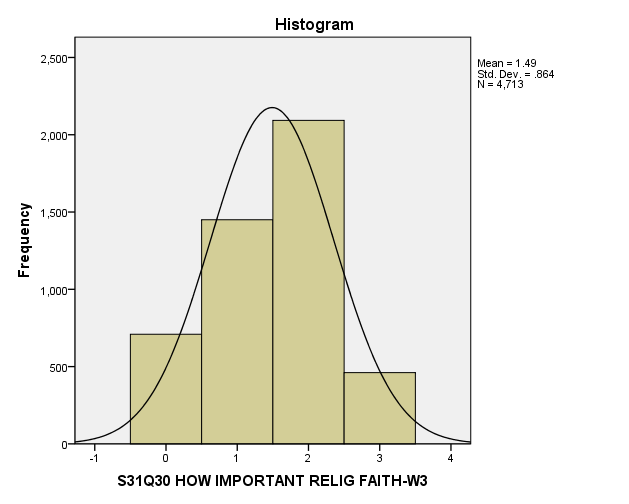 Histogram
2,500
2,000
1,500
1,000
500
0
Frequency
-1 0 1 2 3 4
S31Q30 HOW IMPORTANT RELIG FAITH-W3
Mean = 1.49
Std. Dev. = .864
N = 4,713